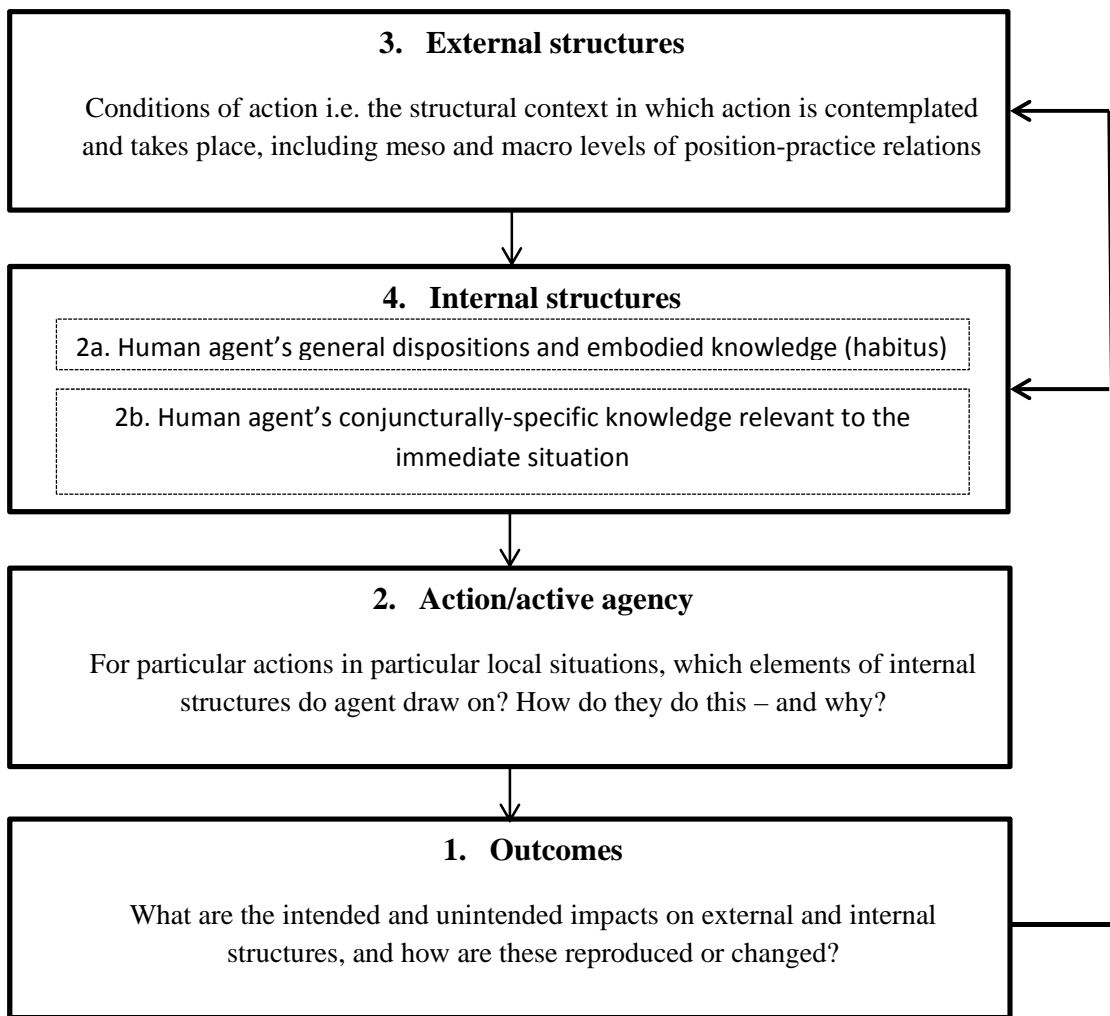 3. External structures
Conditions of action i.e. the structural context in which action is contemplated
and takes place, including meso and macro levels of position-practice relations
4. Internal structures
2a. Human agent's general dispositions and embodied knowledge (habitus)
2b. Human agent's conjuncturally-specific knowledge relevant to the
immediate situation
2. Action/active agency
For particular actions in particular local situations, which elements of internal
structures do agent draw on? How do they do this – and why?
1. Outcomes
What are the intended and unintended impacts on external and internal
structures, and how are these reproduced or changed?